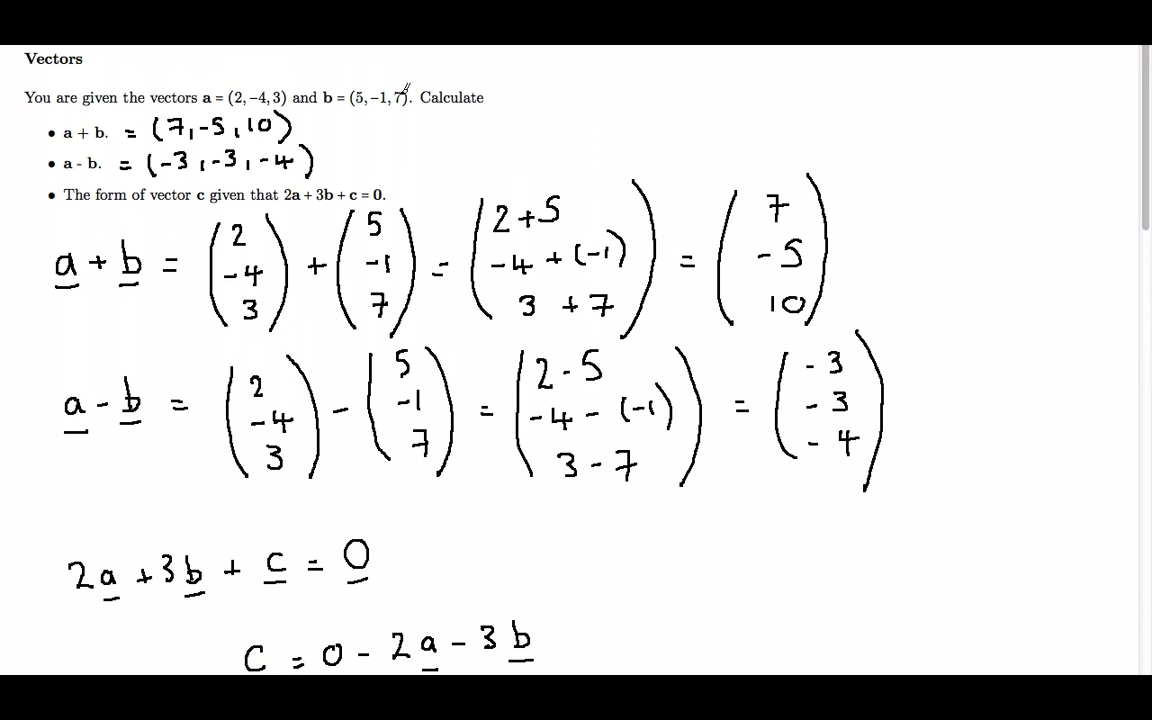 Vectors
You are given the vectors a = (2, −4, 3) and b = (5, −1, 7). Calculate
• a + b. = (7, -5, 10)
• a - b. = (-3, -3, -4)
• The form of vector c given that 2a + 3b + c = 0.
a + b = (2 -4 3) + (5 -1 7) = (2+5 -4+(-1) 3+7) = (7 -5 10)
a - b = (2 -4 3) - (5 -1 7) = (2-5 -4-(-1) 3-7) = (-3 -3 -4)
2a + 3b + c = 0
c = 0 - 2a - 3b